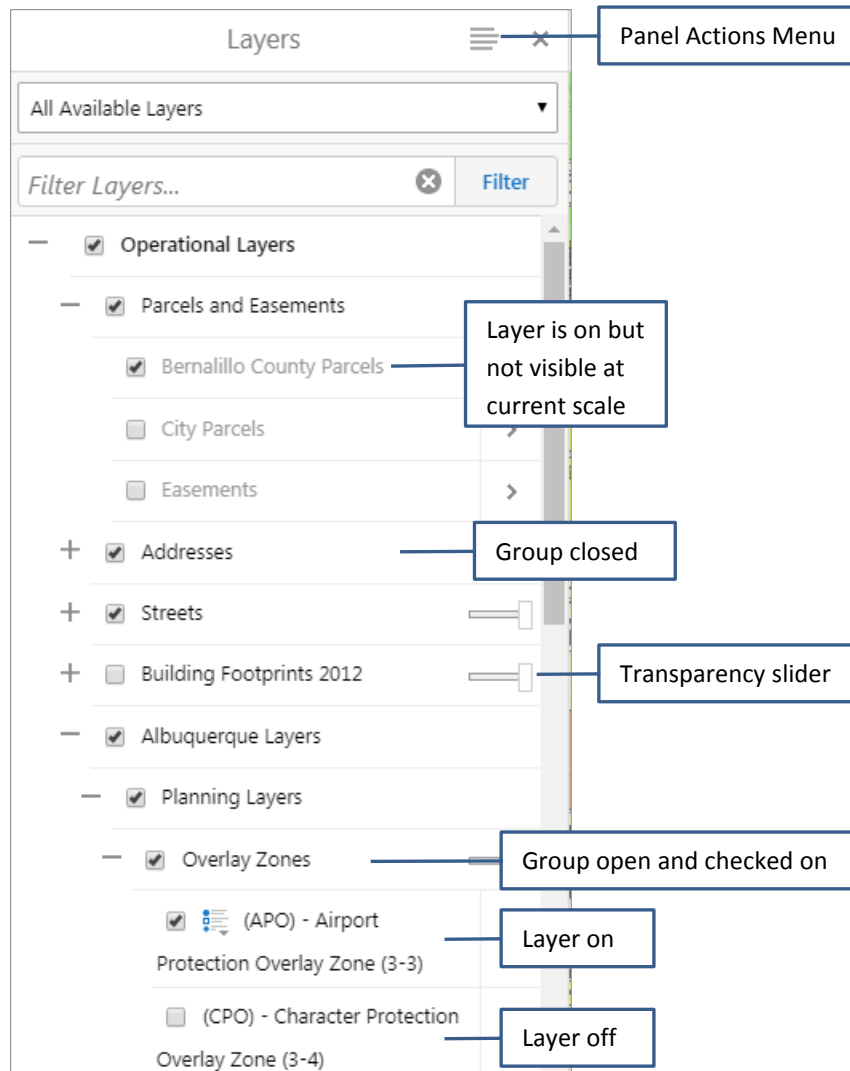 Layers
Panel Actions Menu
All Available Layers
Filter Layers...
Filter
Operational Layers
Parcels and Easements
Layer is on but
not visible at
current scale
Bernalillo County Parcels
City Parcels
Easements
Addresses
Group closed
Streets
Building Footprints 2012
Transparency slider
Albuquerque Layers
Planning Layers
Overlay Zones
Group open and checked on
(APO) - Airport
Protection Overlay Zone (3-3)
Layer on
(CPO) - Character Protection
Overlay Zone (3-4)
Layer off